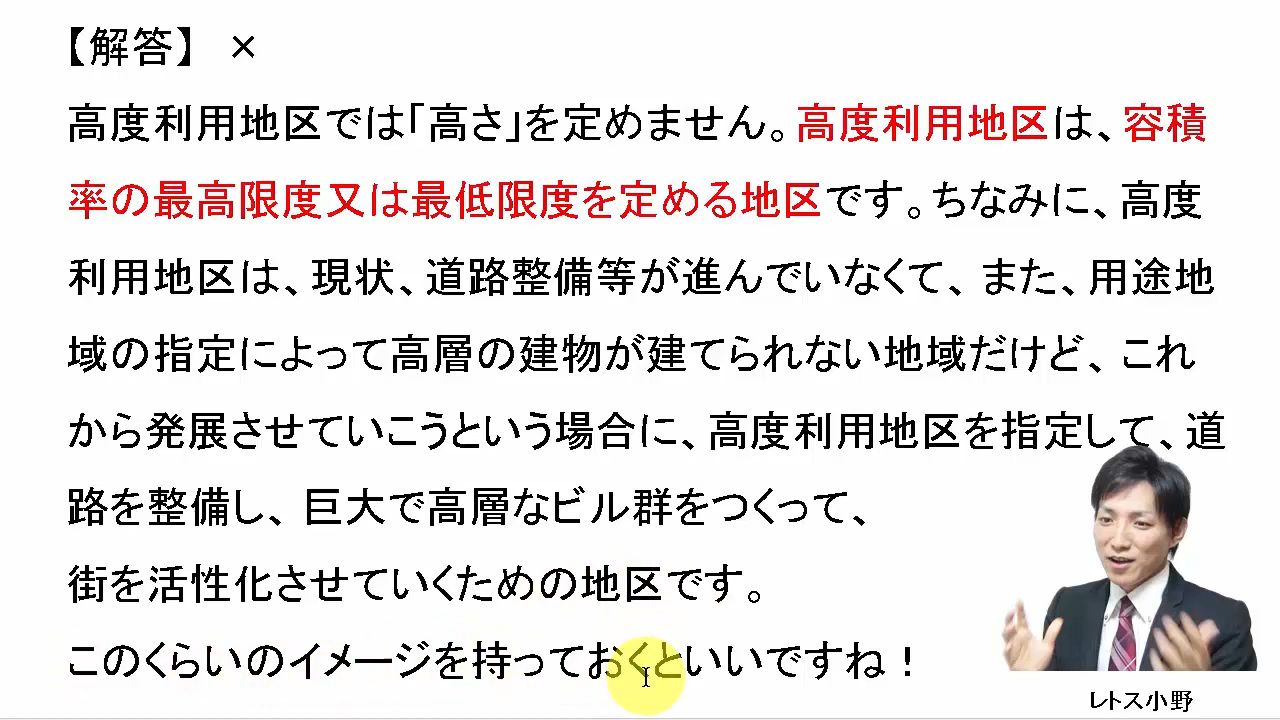 【解答】 ×
高度利用地区では「高さ」を定めません。高度利用地区は、容積
率の最高限度又は最低限度を定める地区です。ちなみに、高度
利用地区は、現状、道路整備等が進んでいなくて、また、用途地
域の指定によって高層の建物が建てられない地域だけど、これ
から発展させていこうという場合に、高度利用地区を指定して、道
路を整備し、巨大で高層なビル群をつくって、
街を活性化させていくための地区です。
このくらいのイメージを持っておくといいですね！
レトス小野